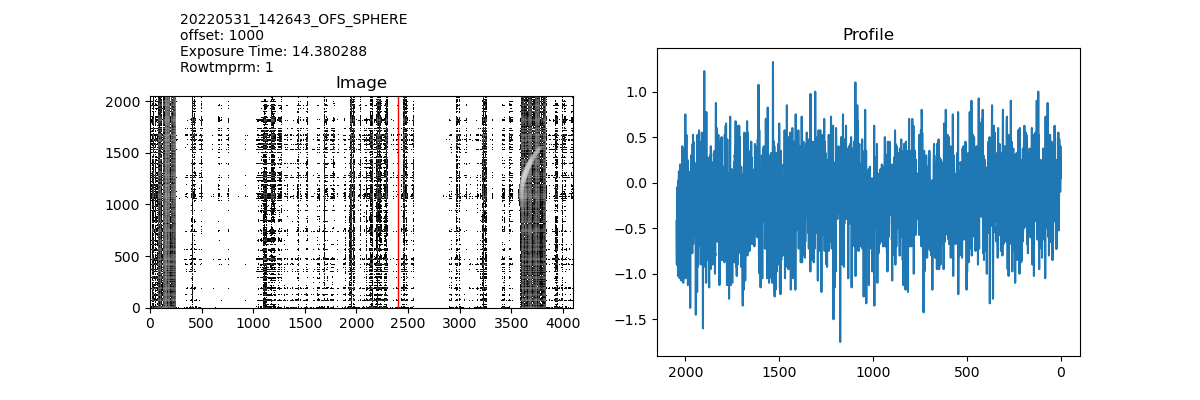 20220531_142643_OFS_SPHERE
offset: 1000
Exposure Time: 14.380288
Rowtmprm: 1
Image
2000
1500
1000
500
0
0 500 1000 1500 2000 2500 3000 3500 4000
Profile
1.0
0.5
0.0
−0.5
−1.0
−1.5
2000 1500 1000 500 0